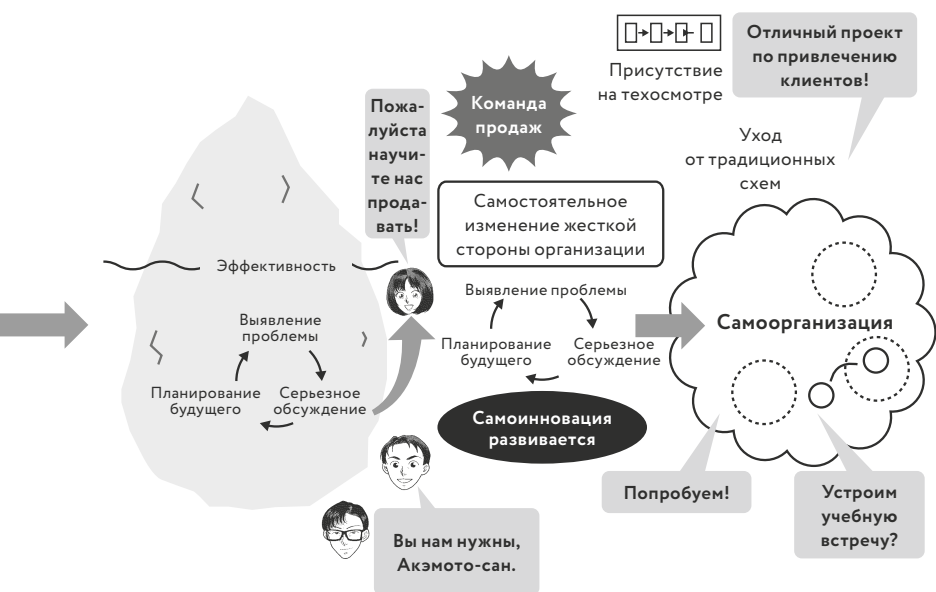 Эффективность
Выявление
проблемы
Планирование
будущего
Серьезное
обсуждение
Пожа-
луйста
научи-
те нас
прода-
вать!
Команда
продаж
Самостоятельное
изменение жесткой
стороны организации
Выявление проблемы
Планирование
будущего
Серьезное
обсуждение
Самоинновация
развивается
Вы нам нужны,
Акэмото-сан.
Присутствие
на техосмотре
Отличный проект
по привлечению
клиентов!
Уход
от традиционных
схем
Самоорганизация
Попробуем!
Устроим
учебную
встречу?